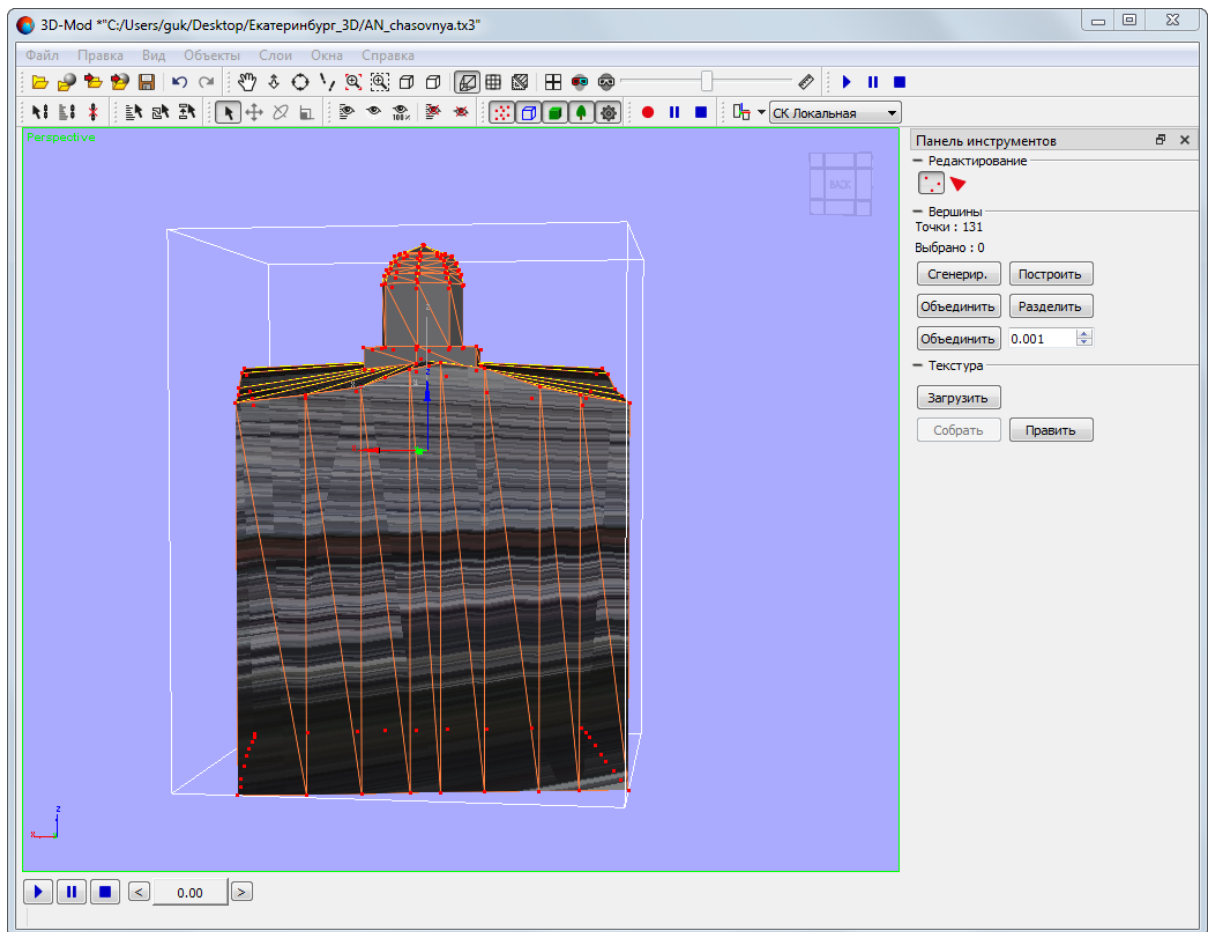 3D-Mod *"C:/Users/guk/Desktop/Екатеринбург_3D/AN_chasovnya.tx3"
Файл Правка Вид Объекты Слои Окна Справка
100%
СК Локальная
Perspective
BACK
Панель инструментов
Редактирование
Вершины
Точки : 131
Выбрано : 0
Сгенерир. Построить
Объединить Разделить
Объединить 0.001
Текстура
Загрузить
Собрать Править
z
z
x
< 0.00 >